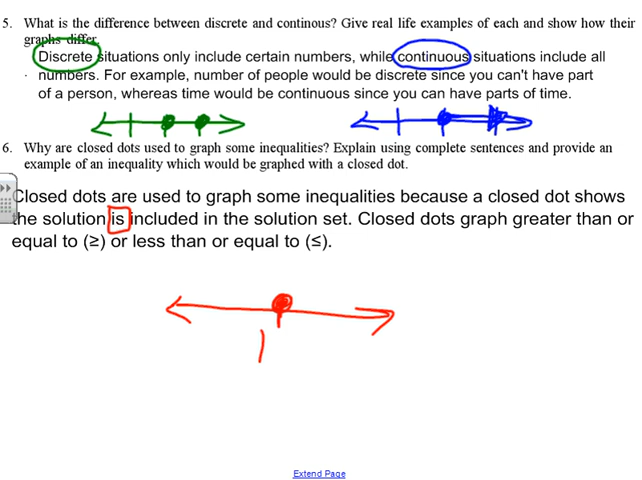 5. What is the difference between discrete and continous? Give real life examples of each and show how their
graphs differ.
Discrete situations only include certain numbers, while continuous situations include all
numbers. For example, number of people would be discrete since you can't have part
of a person, whereas time would be continuous since you can have parts of time.
6. Why are closed dots used to graph some inequalities? Explain using complete sentences and provide an
example of an inequality which would be graphed with a closed dot.
Closed dots are used to graph some inequalities because a closed dot shows
the solution is included in the solution set. Closed dots graph greater than or
equal to (≥) or less than or equal to (≤).
Extend Page